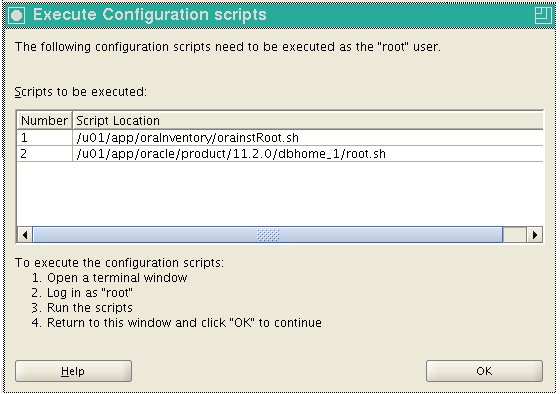 Execute Configuration scripts
The following configuration scripts need to be executed as the "root" user.
Scripts to be executed:
Number Script Location
1 /u01/app/oraInventory/orainstRoot.sh
2 /u01/app/oracle/product/11.2.0/dbhome_1/root.sh
To execute the configuration scripts:
1. Open a terminal window
2. Log in as "root"
3. Run the scripts
4. Return to this window and click "OK" to continue
Help OK